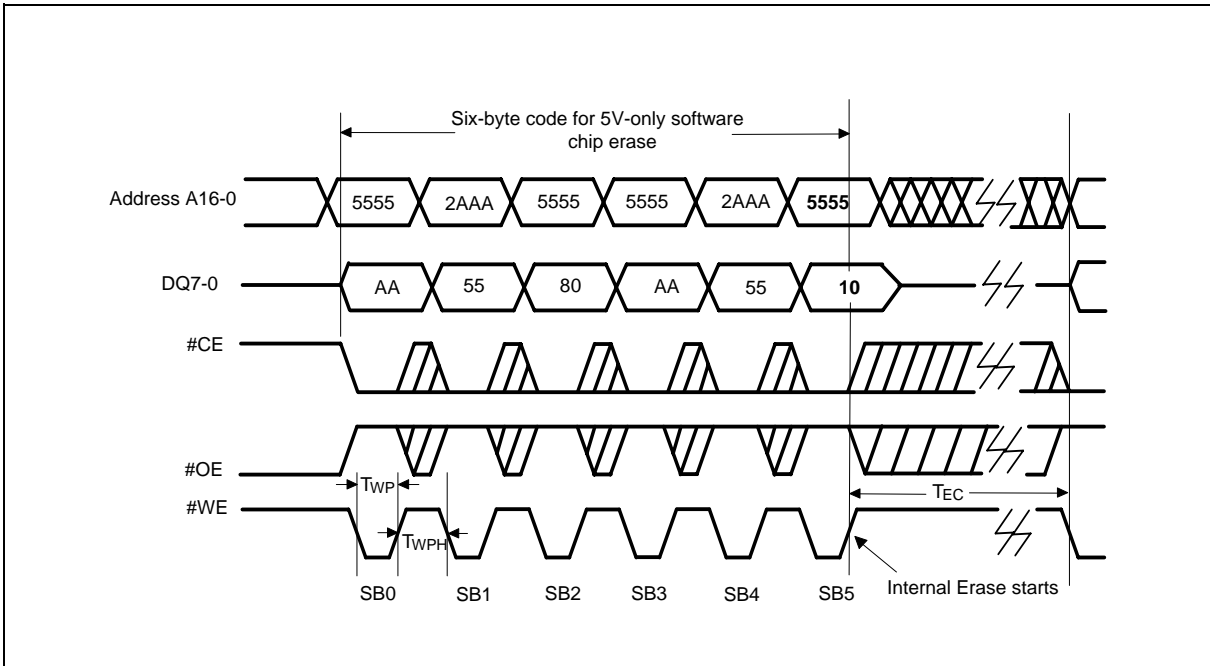 Six-byte code for 5V-only software
chip erase
Address A16-0
5555
2AAA
5555
5555
2AAA
5555
DQ7-0
AA
55
80
AA
55
10
#CE
#OE
TWP
TEC
#WE
TWPH
SB0
SB1
SB2
SB3
SB4
SB5
Internal Erase starts